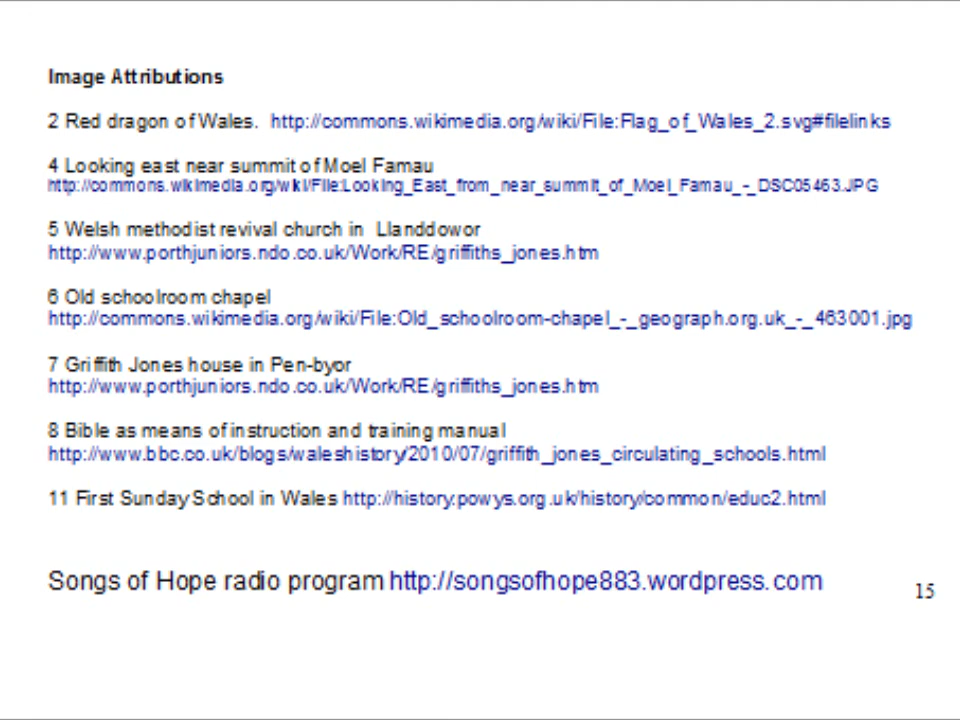 Image Attributions
2 Red dragon of Wales. http://commons.wikimedia.org/wiki/File:Flag_of_Wales_2.svg#filelinks
4 Looking east near summit of Moel Famau
http://commons.wikimedia.org/wiki/File:Looking_East_from_near_summit_of_Moel_Famau_-_DSC05463.JPG
5 Welsh methodist revival church in Llanddowor
http://www.porthjuniors.ndo.co.uk/Work/RE/griffiths_jones.htm
6 Old schoolroom chapel
http://commons.wikimedia.org/wiki/File:Old_schoolroom-chapel_-_geograph.org.uk_-_463001.jpg
7 Griffith Jones house in Pen-byor
http://www.porthjuniors.ndo.co.uk/Work/RE/griffiths_jones.htm
8 Bible as means of instruction and training manual
http://www.bbc.co.uk/blogs/waleshistory/2010/07/griffith_jones_circulating_schools.html
11 First Sunday School in Wales http://history.powys.org.uk/history/common/educ2.html
Songs of Hope radio program http://songsofhope883.wordpress.com
15